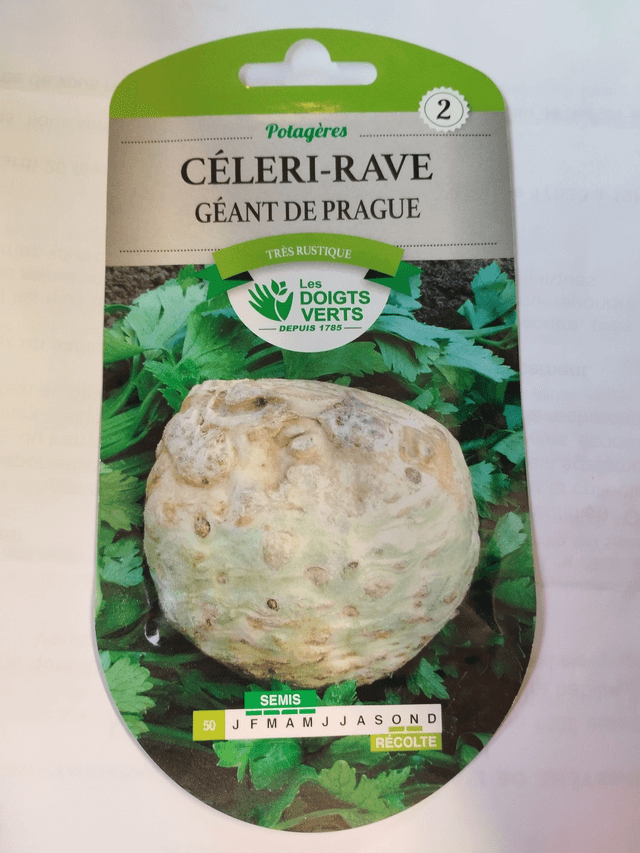 2
Potagères
CÉLERI-RAVE
GÉANT DE PRAGUE
TRÈS RUSTIQUE
Les
DOIGTS
VERTS
DEPUIS 1785
SEMIS
50 J F M A M J J A S O N D
RÉCOLTE